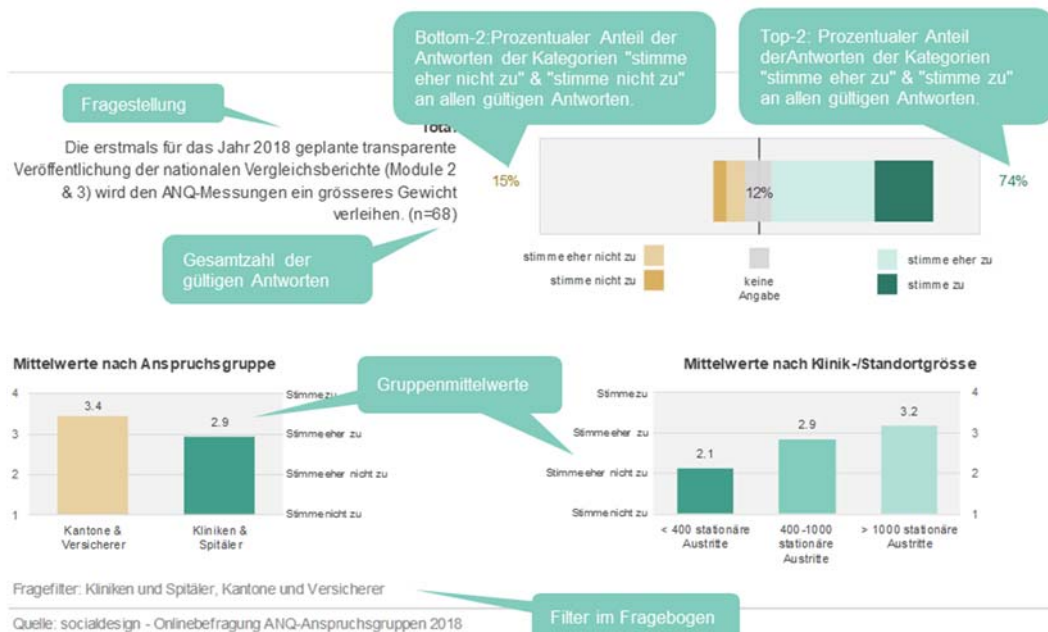 Bottom-2:Prozentualer Anteil der
Antworten der Kategorien "stimme
eher nicht zu" & "stimme nicht zu"
an allen gültigen Antworten.
Top-2: Prozentualer Anteil
derAntworten der Kategorien
"stimme eher zu" & "stimme zu"
an allen gültigen Antworten.
Fragestellung
Total
Die erstmals für das Jahr 2018 geplante transparente
Veröffentlichung der nationalen Vergleichsberichte (Module 2
& 3) wird den ANQ-Messungen ein grösseres Gewicht
verleihen. (n=68)
15%
12%
74%
Gesamtzahl der
gültigen Antworten
stimme eher nicht zu
stimme nicht zu
keine
Angabe
stimme eher zu
stimme zu
Mittelwerte nach Anspruchsgruppe
4
3
2
1
3.4
2.9
Stimme zu
Stimme eher zu
Stimme eher nicht zu
Stimme nicht zu
Kantone &
Versicherer
Kliniken &
Spitäler
Gruppenmittelwerte
Mittelwerte nach Klinik-/Standortgrösse
Stimme zu
Stimme eher zu
Stimme eher nicht zu
Stimme nicht zu
2.1
2.9
3.2
4
3
2
1
< 400 stationäre
Austritte
400-1000
stationäre
Austritte
> 1000 stationäre
Austritte
Fragefilter: Kliniken und Spitäler, Kantone und Versicherer
Filter im Fragebogen
Quelle: socialdesign - Onlinebefragung ANQ-Anspruchsgruppen 2018